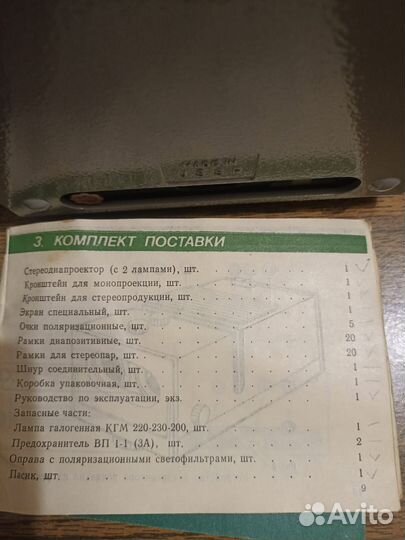 MADE IN
USSR
3. КОМПЛЕКТ ПОСТАВКИ
Стереодиапроектор (с 2 лампами), шт. 1
Кронштейн для монопроекции, шт. 1
Кронштейн для стереопродукции, шт. 1
Экран специальный, шт. 1
Очки поляризационные, шт. 5
Рамки диапозитивные, шт. 20
Рамки для стереопар, шт. 20
Шнур соединительный, шт. 1
Коробка упаковочная, шт. 1
Руководство по эксплуатации, экз. 1
Запасные части:
Лампа галогенная КГМ 220-230-200, шт. 1
Предохранитель ВП 1-1 (3А), шт. 2
Оправа с поляризационными светофильтрами, шт. 1
Пасик, шт. 1
9
Avito